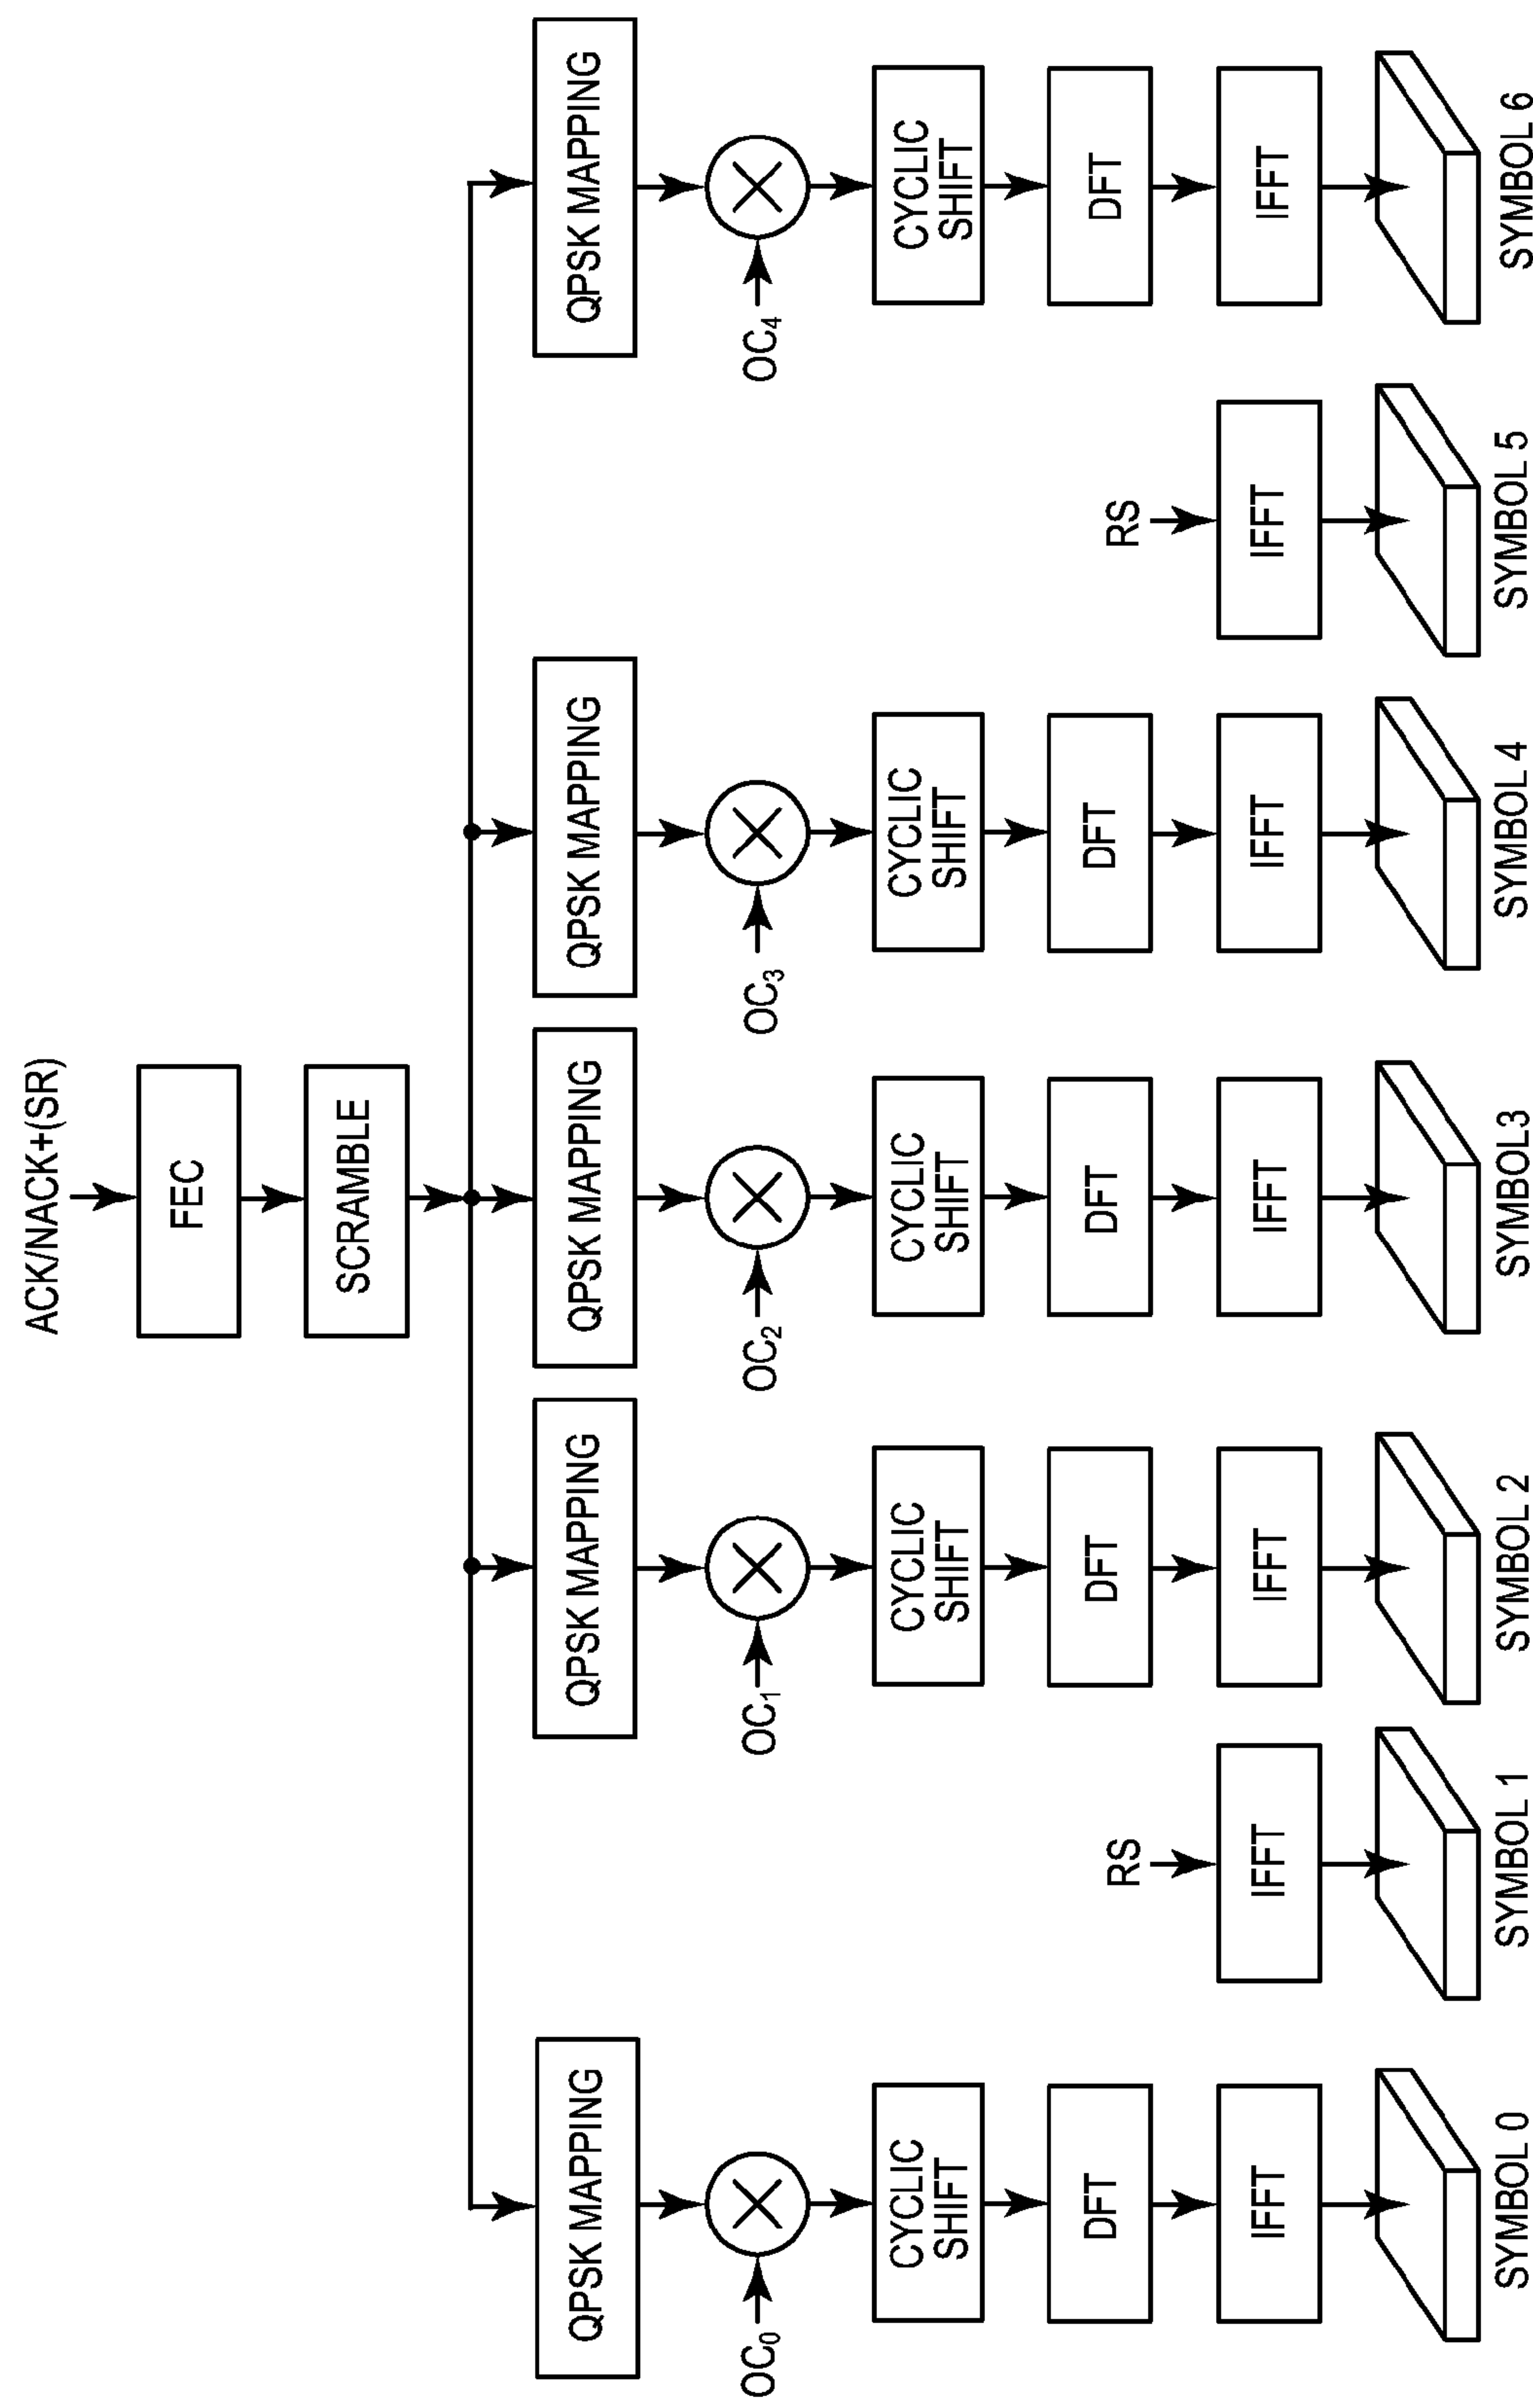 ACK/NACK+(SR)
FEC
SCRAMBLE
QPSK MAPPING
QPSK MAPPING
QPSK MAPPING
QPSK MAPPING
QPSK MAPPING
OC0
OC1
OC2
OC3
OC4
CYCLIC
SHIFT
CYCLIC
SHIFT
CYCLIC
SHIFT
CYCLIC
SHIFT
CYCLIC
SHIFT
DFT
RS
DFT
DFT
DFT
RS
DFT
IFFT
IFFT
IFFT
IFFT
IFFT
IFFT
IFFT
SYMBOL 0
SYMBOL 1
SYMBOL 2
SYMBOL3
SYMBOL 4
SYMBOL 5
SYMBOL 6